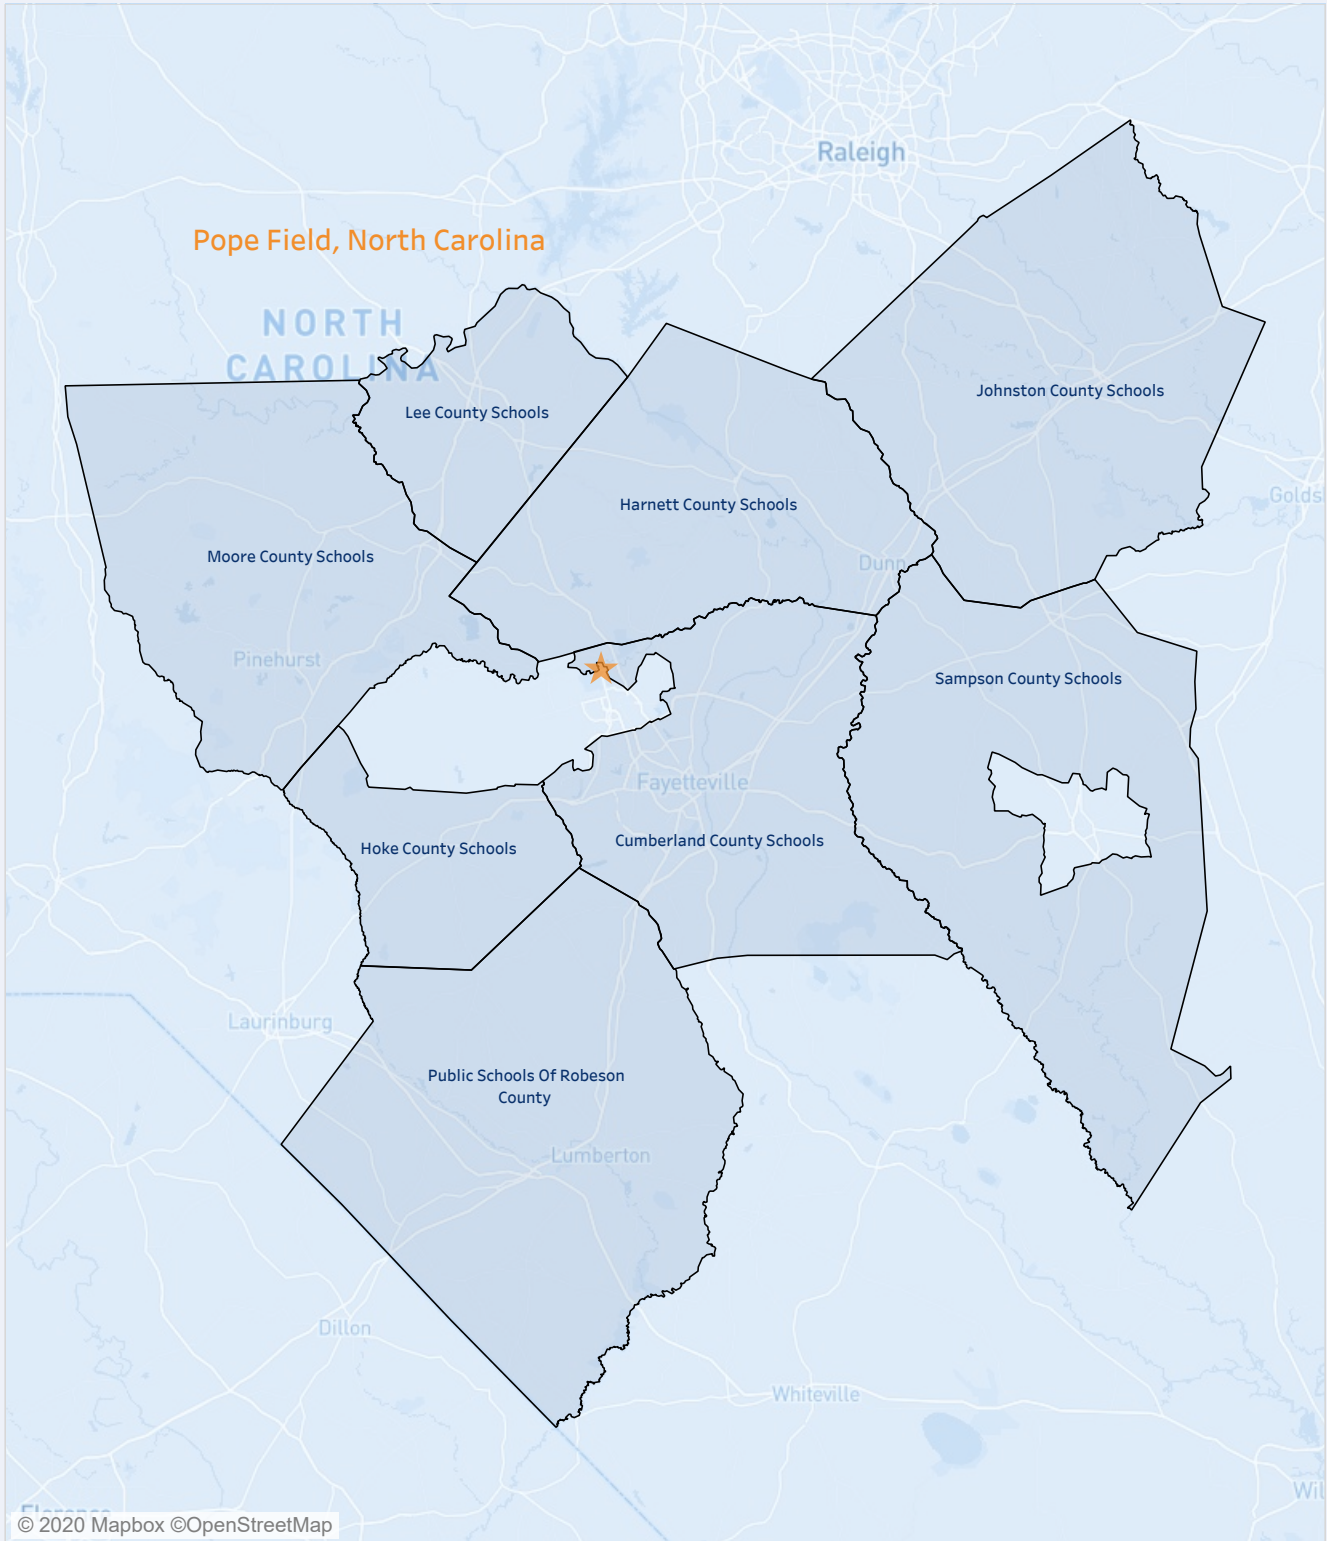 Raleigh
Pope Field, North Carolina
NORTH
CAROLINA
Johnston County Schools
Lee County Schools
Harnett County Schools
Golds
Moore County Schools
Dunn
Pinehurst
Sampson County Schools
Fayetteville
Cumberland County Schools
Hoke County Schools
Laurinburg
Public Schools Of Robeson
County
Lumberton
Dillon
Whiteville
Wil
Florence
© 2020 Mapbox ©OpenStreetMap